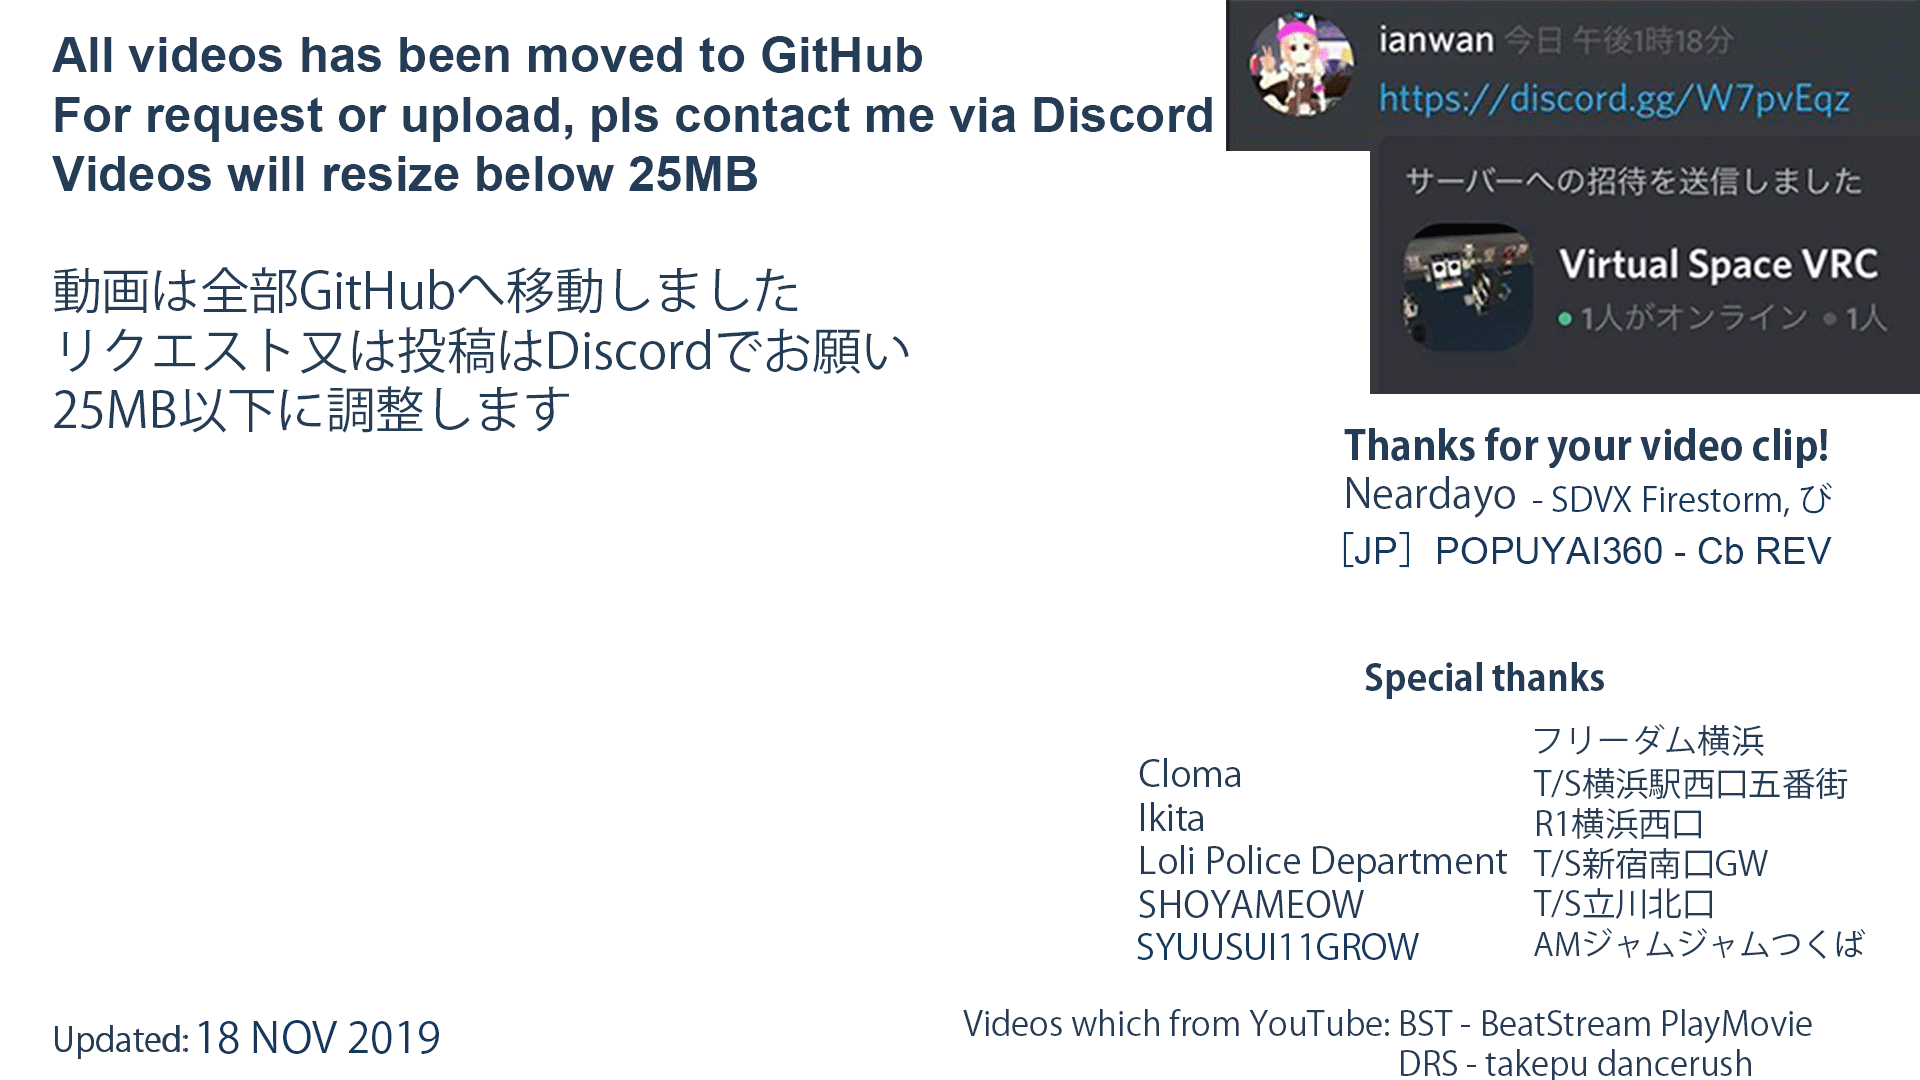 All videos has been moved to GitHub
For request or upload, pls contact me via Discord
Videos will resize below 25MB
動画は全部GitHubへ移動しました
リクエスト又は投稿はDiscordでお願い
25MB以下に調整します
ianwan 今日 午後1時18分
https://discord.gg/W7pvEqz
サーバーへの招待を送信しました
Virtual Space VRC
1人がオンライン 1人
Thanks for your video clip!
Neardayo - SDVX Firestorm, び
［JP］POPUYAI360 - Cb REV
Special thanks
Cloma
Ikita
Loli Police Department
SHOYAMEOW
SYUUSUI11GROW
フリーダム横浜
T/S横浜駅西口五番街
R1横浜西口
T/S新宿南口GW
T/S立川北口
AMジャムジャムつくば
Updated: 18 NOV 2019
Videos which from YouTube: BST - BeatStream PlayMovie
DRS - takepu dancerush